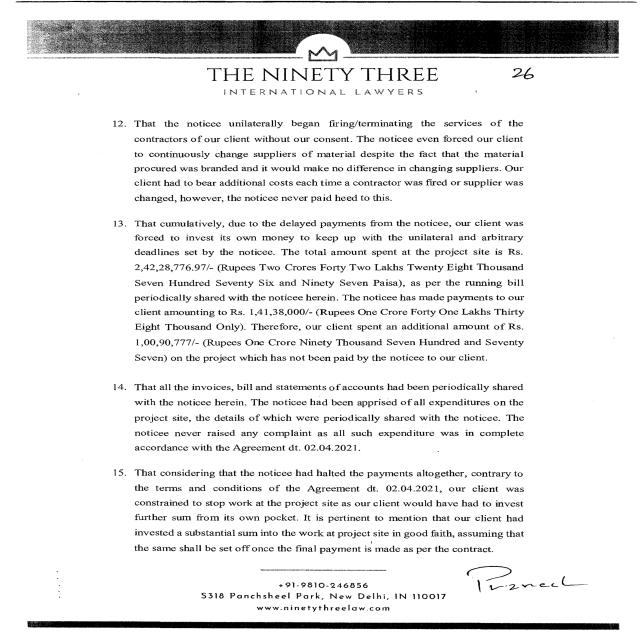 THE NINETY THREE
26
INTERNATIONAL LAWYERS
12. That the noticee unilaterally began firing/terminating the services of the
contractors of our client without our consent. The noticee even forced our client
to continuously change suppliers of material despite the fact that the material
procured was branded and it would make no difference in changing suppliers. Our
client had to bear additional costs each time a contractor was fired or supplier was
changed, however, the noticee never paid heed to this.
13. That cumulatively, due to the delayed payments from the noticee, our client was
forced to invest its own money to keep up with the unilateral and arbitrary
deadlines set by the noticee. The total amount spent at the project site is Rs.
2,42,28,776.97/- (Rupees Two Crores Forty Two Lakhs Twenty Eight Thousand
Seven Hundred Seventy Six and Ninety Seven Paisa), as per the running bill
periodically shared with the noticee herein. The noticee has made payments to our
client amounting to Rs. 1,41,38,000/- (Rupees One Crore Forty One Lakhs Thirty
Eight Thousand Only). Therefore, our client spent an additional amount of Rs.
1,00,90,777/- (Rupees One Crore Ninety Thousand Seven Hundred and Seventy
Seven) on the project which has not been paid by the noticee to our client.
14. That all the invoices, bill and statements of accounts had been periodically shared
with the noticee herein. The noticee had been apprised of all expenditures on the
project site, the details of which were periodically shared with the noticee. The
noticee never raised any complaint as all such expenditure was in complete
accordance with the Agreement dt. 02.04.2021.
15. That considering that the noticee had halted the payments altogether, contrary to
the terms and conditions of the Agreement dt. 02.04.2021, our client was
constrained to stop work at the project site as our client would have had to invest
further sum from its own pocket. It is pertinent to mention that our client had
invested a substantial sum into the work at project site in good faith, assuming that
the same shall be set off once the final payment is made as per the contract.
+91-9810-246856
S318 Panchsheel Park, New Delhi, IN 110017
www.ninetythreelaw.com